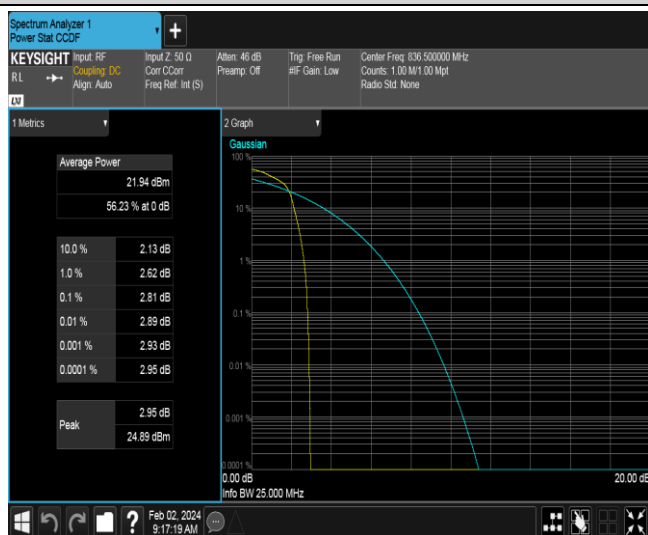 Spectrum Analyzer 1
Power Stat CCDF
+
KEYSIGHT
RL
LXI
Input: RF
Coupling: DC
Align: Auto
Input Z: 50 Ω
Corr CCorr
Freq Ref: Int (S)
Atten: 46 dB
Preamp: Off
Trig: Free Run
#IF Gain: Low
Center Freq: 836.500000 MHz
Counts: 1.00 M/1.00 Mpt
Radio Std: None
1 Metrics
Average Power
21.94 dBm
56.23 % at 0 dB
10.0 % 2.13 dB
1.0 % 2.62 dB
0.1 % 2.81 dB
0.01 % 2.89 dB
0.001 % 2.93 dB
0.0001 % 2.95 dB
Peak
2.95 dB
24.89 dBm
2 Graph
Gaussian
100 %
10 %
1 %
0.1 %
0.01 %
0.001 %
0.0001 %
0.00 dB 20.00 dB
Info BW 25.000 MHz
? Feb 02, 2024
9:17:19 AM